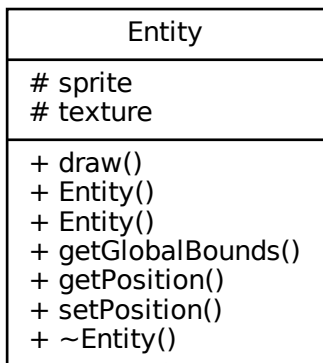 Entity
# sprite
# texture
+ draw()
+ Entity()
+ Entity()
+ getGlobalBounds()
+ getPosition()
+ setPosition()
+ ~Entity()